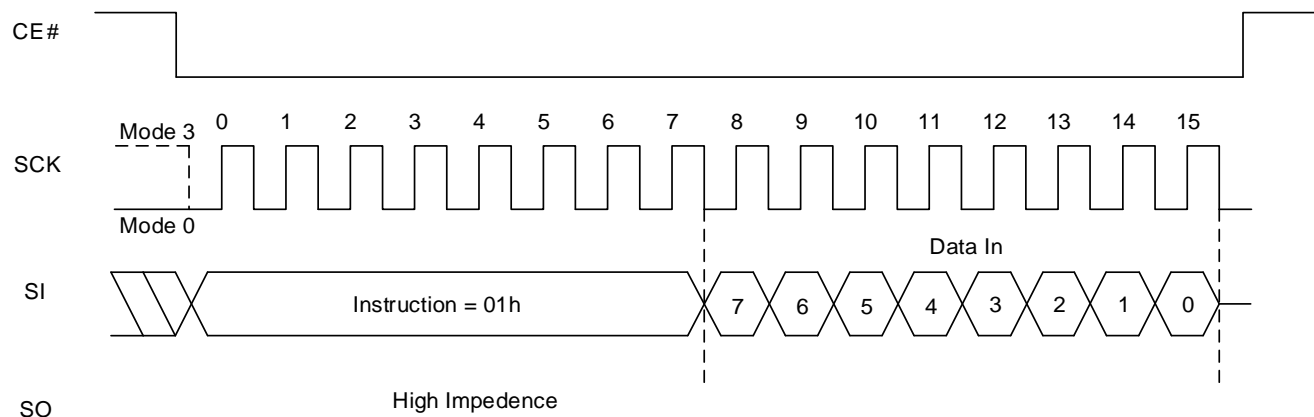 CE#
Mode 3 0 1 2 3 4 5 6 7 8 9 10 11 12 13 14 15
SCK
Mode 0
Data In
SI Instruction = 01h 7 6 5 4 3 2 1 0
High Impedence
SO